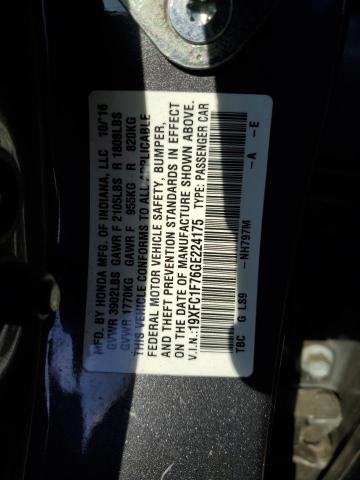 MFD. BY HONDA MFG. OF INDIANA, LLC 10/'16
GVWR 3902LBS GAWR F 2105LBS R 1808LBS
GVWR 1770KG GAWR F 955KG R 820KG
THIS VEHICLE CONFORMS TO ALL APPLICABLE
FEDERAL MOTOR VEHICLE SAFETY, BUMPER,
AND THEFT PREVENTION STANDARDS IN EFFECT
ON THE DATE OF MANUFACTURE SHOWN ABOVE.
V.I.N.:19XFC1F76GE224175 TYPE: PASSENGER CAR
NH797M - A - E
TBC G LS9